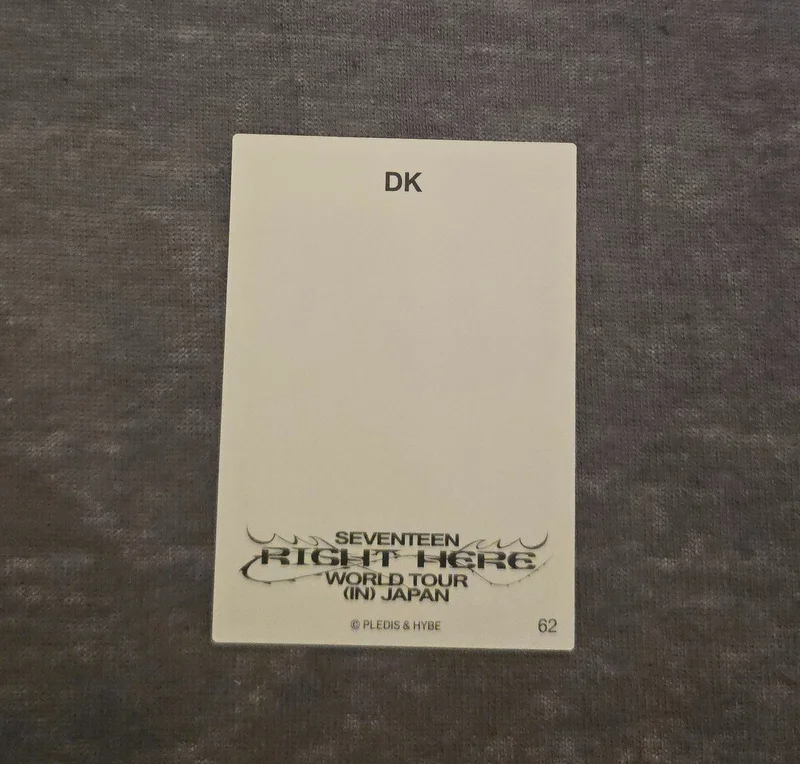 DK
SEVENTEEN
RIGHT HERE
WORLD TOUR
(IN) JAPAN
© PLEDIS & HYBE
62